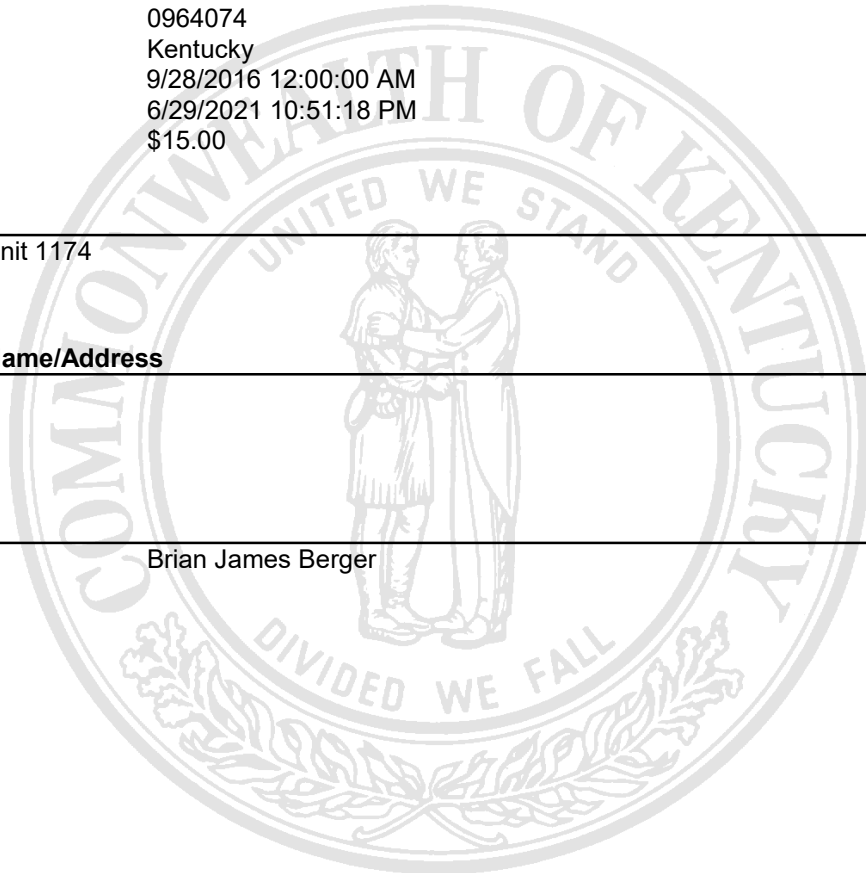 0964074
Kentucky
9/28/2016 12:00:00 AM
6/29/2021 10:51:18 PM
$15.00
COMMONWEALTH OF KENTUCKY
UNITED WE STAND
nit 1174
ame/Address
Brian James Berger
DIVIDED WE FALL